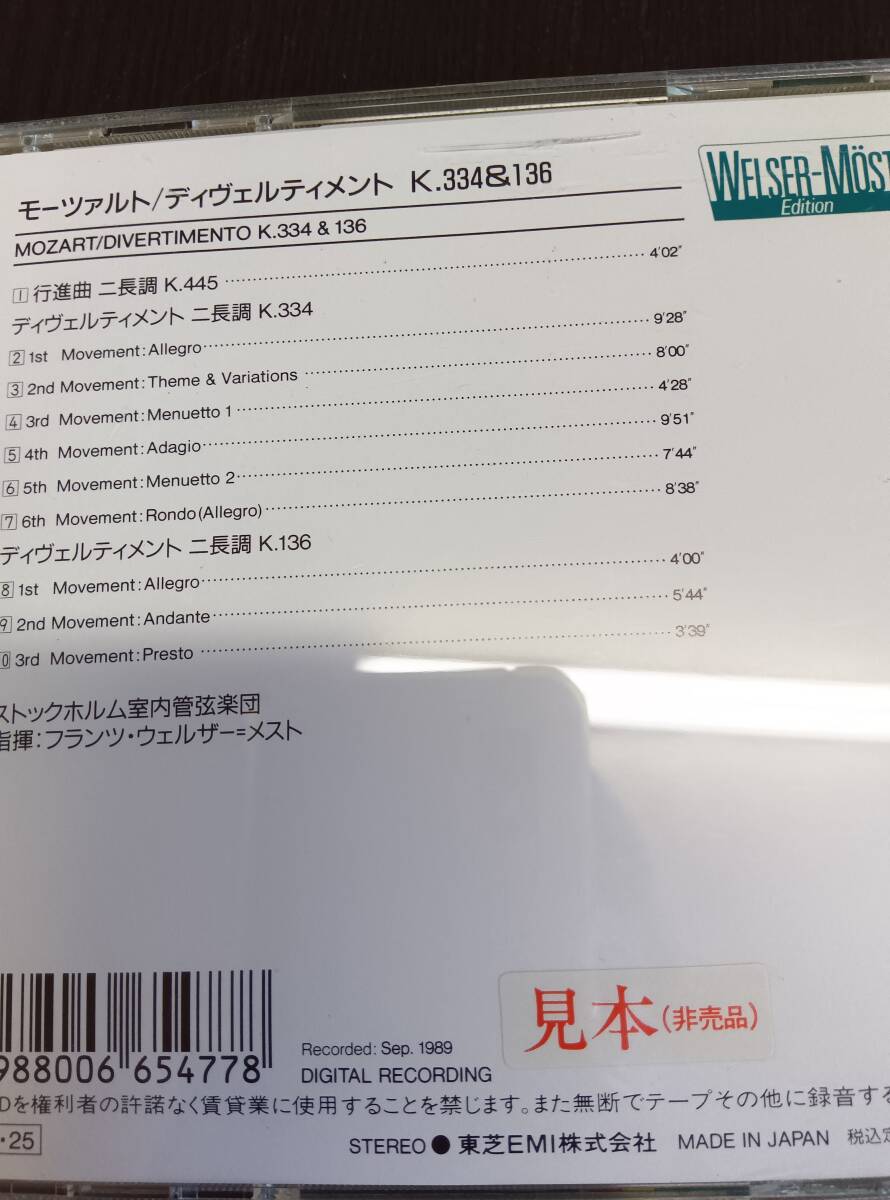 モーツァルト/ディヴェルティメント K.334&136
WELSER-MÖST
Edition
MOZART/DIVERTIMENTO K.334 & 136
1 行進曲 ニ長調 K.445 4'02"
ディヴェルティメント ニ長調 K.334
2 1st Movement:Allegro 9'28"
3 2nd Movement:Theme & Variations 8'00"
4 3rd Movement:Menuetto 1 4'28"
5 4th Movement:Adagio 9'51"
6 5th Movement:Menuetto 2 7'44"
7 6th Movement:Rondo(Allegro) 8'38"
ディヴェルティメント ニ長調 K.136
8 1st Movement:Allegro 4'00"
9 2nd Movement:Andante 5'44"
0 3rd Movement:Presto 3'39"
ストックホルム室内管弦楽団
指揮:フランツ・ウェルザー=メスト
見本(非売品)
988006 654778
Recorded: Sep. 1989
DIGITAL RECORDING
Dを権利者の許諾なく賃貸業に使用することを禁じます。また無断でテープその他に録音する
・25
STEREO ● 東芝EMI株式会社 MADE IN JAPAN 税込定